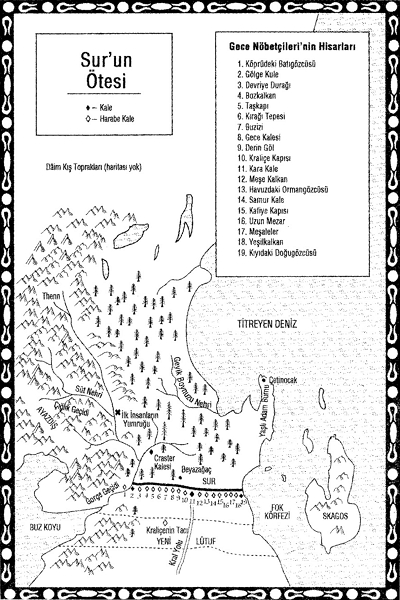 Sur'un
Ötesi
♦ – Kale
◊ – Harabe Kale
Gece Nöbetçileri'nin Hisarları
1. Köprüdeki Batıgözcüsü
2. Gölge Kule
3. Devriye Durağı
4. Bozkalkan
5. Taşkapı
6. Kırağı Tepesi
7. Buzizi
8. Gece Kalesi
9. Derin Göl
10. Kraliçe Kapısı
11. Kara Kale
12. Meşe Kalkan
13. Havuzdaki Ormangözcüsü
14. Samur Kale
15. Kafiye Kapısı
16. Uzun Mezar
17. Meşaleler
18. Yeşilkalkan
19. Kıyıdaki Doğugözcüsü
Dâim Kış Toprakları (haritası yok)
Thenn
TİTREYEN DENİZ
Geyik Boynuzu Nehri
Süt Nehri
Çığlık Geçidi
AYAZDİŞ
İlk İnsanların
Yumruğu
Çetinocak
Yaşlı Adam Burnu
Craster
Kalesi
Beyazağaç
Gorge Geçidi
SUR
1 2 3 4 5 6 7 8 9 10 11 12 13 14 15 16 17 18 19
BUZ KOYU
Kraliçenin Tacı
YENİ
LÜTUF
Kral Yolu
FOK
KÖRFEZİ
SKAGOS